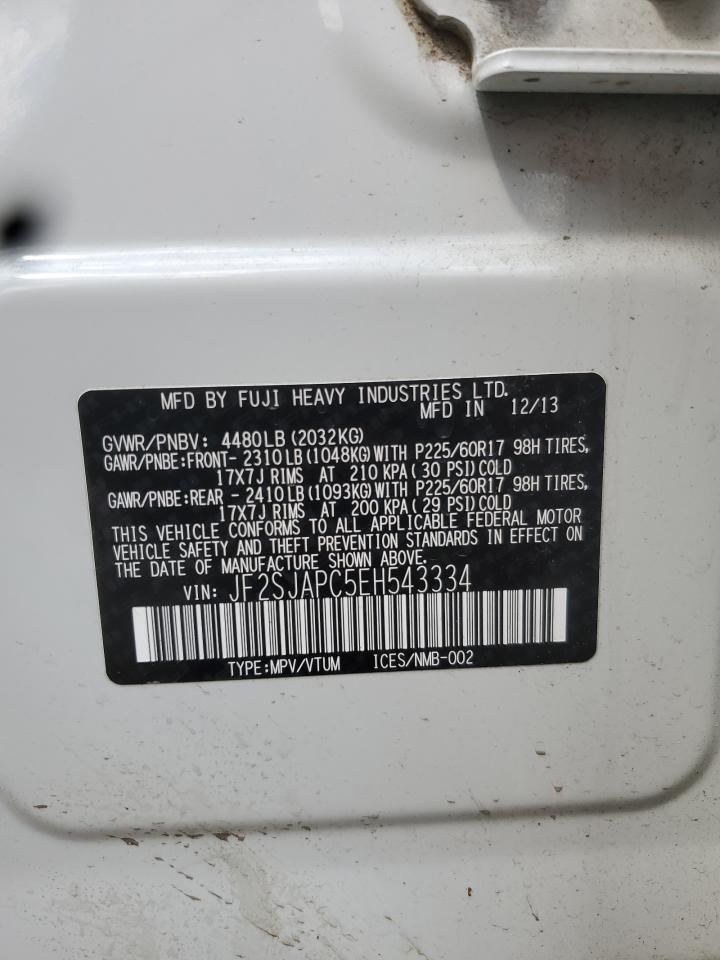 MFD BY FUJI HEAVY INDUSTRIES LTD.
MFD IN 12/13
GVWR/PNBV: 4480LB(2032KG)
GAWR/PNBE:FRONT- 2310LB(1048KG)WITH P225/60R17 98H TIRES,
17X7J RIMS AT 210 KPA(30 PSI)COLD
GAWR/PNBE:REAR - 2410LB(1093KG)WITH P225/60R17 98H TIRES,
17X7J RIMS AT 200 KPA(29 PSI)COLD
THIS VEHICLE CONFORMS TO ALL APPLICABLE FEDERAL MOTOR
VEHICLE SAFETY AND THEFT PREVENTION STANDARDS IN EFFECT ON
THE DATE OF MANUFACTURE SHOWN ABOVE.
VIN: JF2SJAPC5EH543334
TYPE:MPV/VTUM ICES/NMB-002